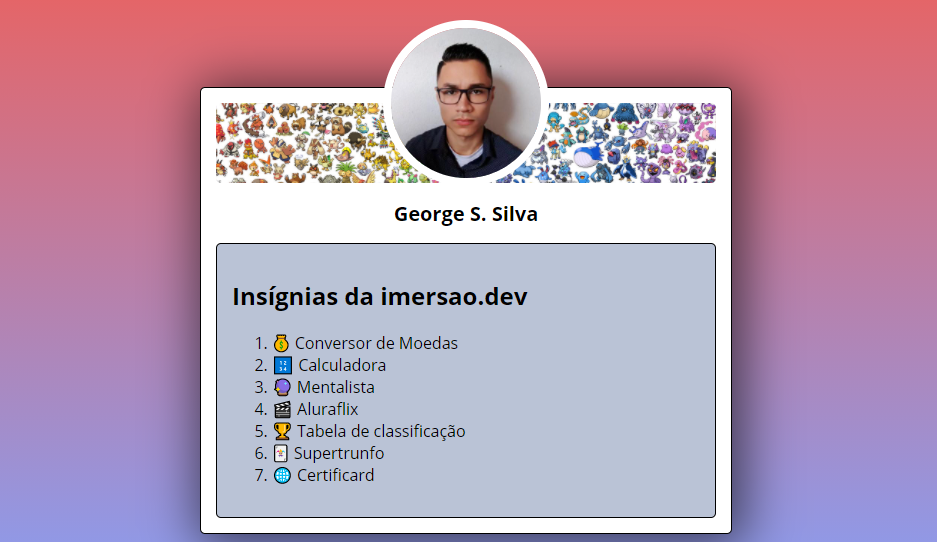 George S. Silva
Insígnias da imersao.dev
1. 💰 Conversor de Moedas
2. 🔢 Calculadora
3. 🔮 Mentalista
4. 🎬 Aluraflix
5. 🏆 Tabela de classificação
6. 🃏 Supertrunfo
7. 🌐 Certificard